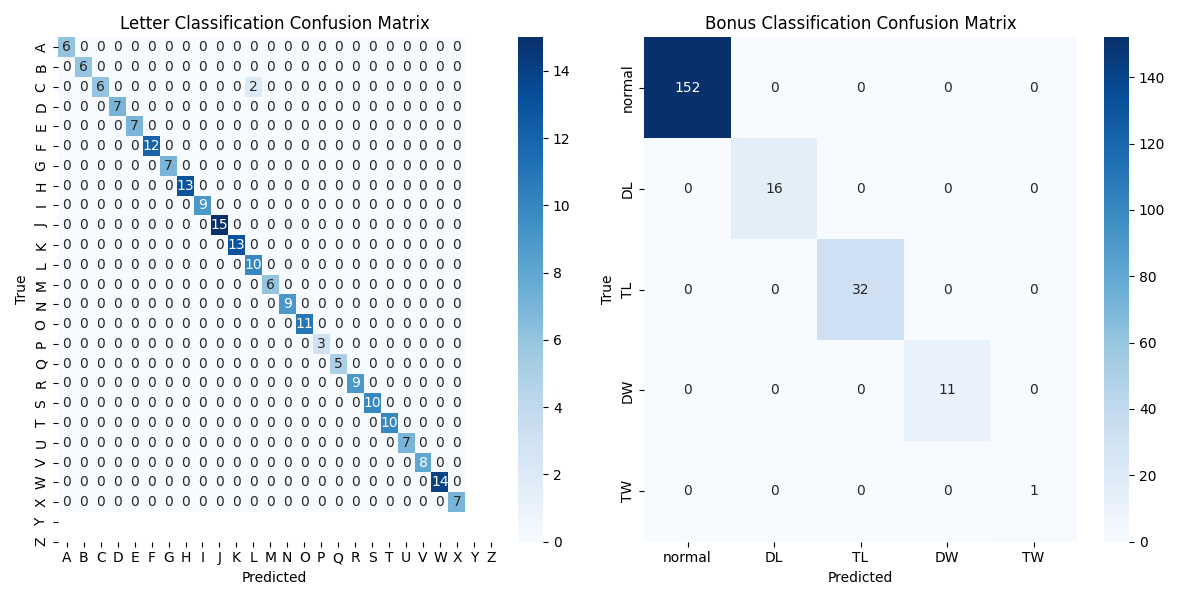 Letter Classification Confusion Matrix
True
A 6 0 0 0 0 0 0 0 0 0 0 0 0 0 0 0 0 0 0 0 0 0 0 0
B 0 6 0 0 0 0 0 0 0 0 0 0 0 0 0 0 0 0 0 0 0 0 0 0
C 0 0 6 0 0 0 0 0 0 0 0 2 0 0 0 0 0 0 0 0 0 0 0 0
D 0 0 0 7 0 0 0 0 0 0 0 0 0 0 0 0 0 0 0 0 0 0 0 0
E 0 0 0 0 7 0 0 0 0 0 0 0 0 0 0 0 0 0 0 0 0 0 0 0
F 0 0 0 0 0 12 0 0 0 0 0 0 0 0 0 0 0 0 0 0 0 0 0 0
G 0 0 0 0 0 0 7 0 0 0 0 0 0 0 0 0 0 0 0 0 0 0 0 0
H 0 0 0 0 0 0 0 13 0 0 0 0 0 0 0 0 0 0 0 0 0 0 0 0
I 0 0 0 0 0 0 0 0 9 0 0 0 0 0 0 0 0 0 0 0 0 0 0 0
J 0 0 0 0 0 0 0 0 0 15 0 0 0 0 0 0 0 0 0 0 0 0 0 0
K 0 0 0 0 0 0 0 0 0 0 13 0 0 0 0 0 0 0 0 0 0 0 0 0
L 0 0 0 0 0 0 0 0 0 0 0 10 0 0 0 0 0 0 0 0 0 0 0 0
M 0 0 0 0 0 0 0 0 0 0 0 0 6 0 0 0 0 0 0 0 0 0 0 0
N 0 0 0 0 0 0 0 0 0 0 0 0 0 9 0 0 0 0 0 0 0 0 0 0
O 0 0 0 0 0 0 0 0 0 0 0 0 0 0 11 0 0 0 0 0 0 0 0 0
P 0 0 0 0 0 0 0 0 0 0 0 0 0 0 0 3 0 0 0 0 0 0 0 0
Q 0 0 0 0 0 0 0 0 0 0 0 0 0 0 0 0 5 0 0 0 0 0 0 0
R 0 0 0 0 0 0 0 0 0 0 0 0 0 0 0 0 0 9 0 0 0 0 0 0
S 0 0 0 0 0 0 0 0 0 0 0 0 0 0 0 0 0 0 10 0 0 0 0 0
T 0 0 0 0 0 0 0 0 0 0 0 0 0 0 0 0 0 0 0 10 0 0 0 0
U 0 0 0 0 0 0 0 0 0 0 0 0 0 0 0 0 0 0 0 0 7 0 0 0
V 0 0 0 0 0 0 0 0 0 0 0 0 0 0 0 0 0 0 0 0 0 8 0 0
W 0 0 0 0 0 0 0 0 0 0 0 0 0 0 0 0 0 0 0 0 0 0 14 0
X 0 0 0 0 0 0 0 0 0 0 0 0 0 0 0 0 0 0 0 0 0 0 0 7
Y
Z
A B C D E F G H I J K L M N O P Q R S T U V W X Y Z
Predicted
14
12
10
8
6
4
2
0
Bonus Classification Confusion Matrix
True
normal 152 0 0 0 0
DL 0 16 0 0 0
TL 0 0 32 0 0
DW 0 0 0 11 0
TW 0 0 0 0 1
normal DL TL DW TW
Predicted
140
120
100
80
60
40
20
0